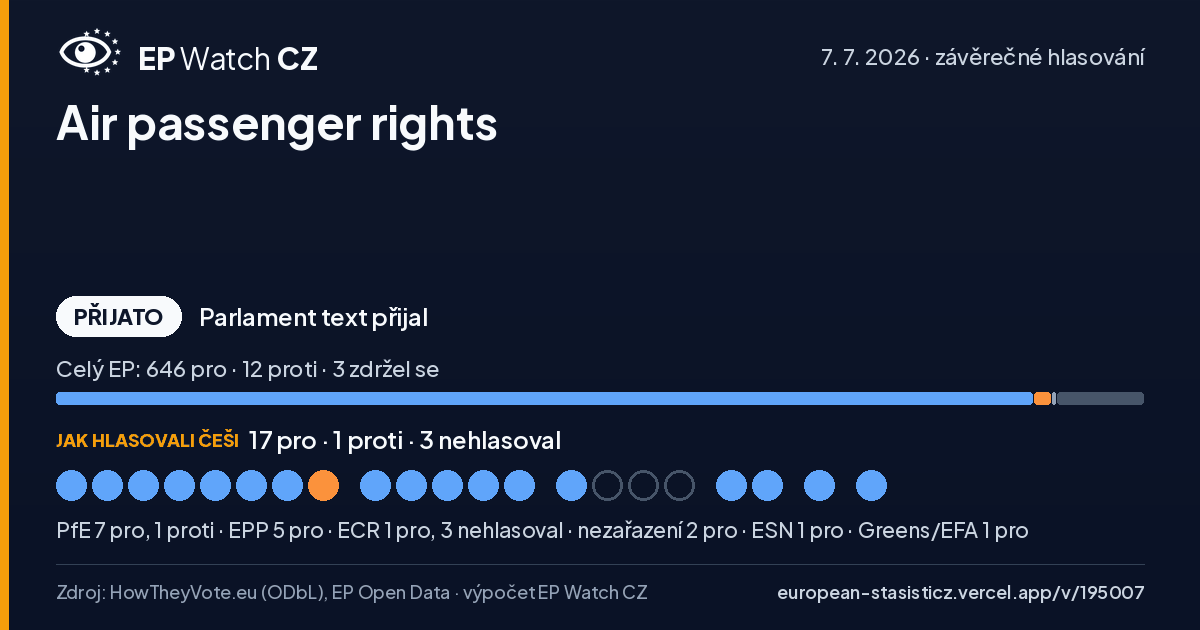 EP Watch CZ
7. 7. 2026 · závěrečné hlasování
Air passenger rights
PŘIJATO Parlament text přijal
Celý EP: 646 pro · 12 proti · 3 zdržel se
JAK HLASOVALI ČEŠI 17 pro · 1 proti · 3 nehlasoval
PfE 7 pro, 1 proti · EPP 5 pro · ECR 1 pro, 3 nehlasoval · nezařazení 2 pro · ESN 1 pro · Greens/EFA 1 pro
Zdroj: HowTheyVote.eu (ODbL), EP Open Data · výpočet EP Watch CZ
european-stasisticz.vercel.app/v/195007